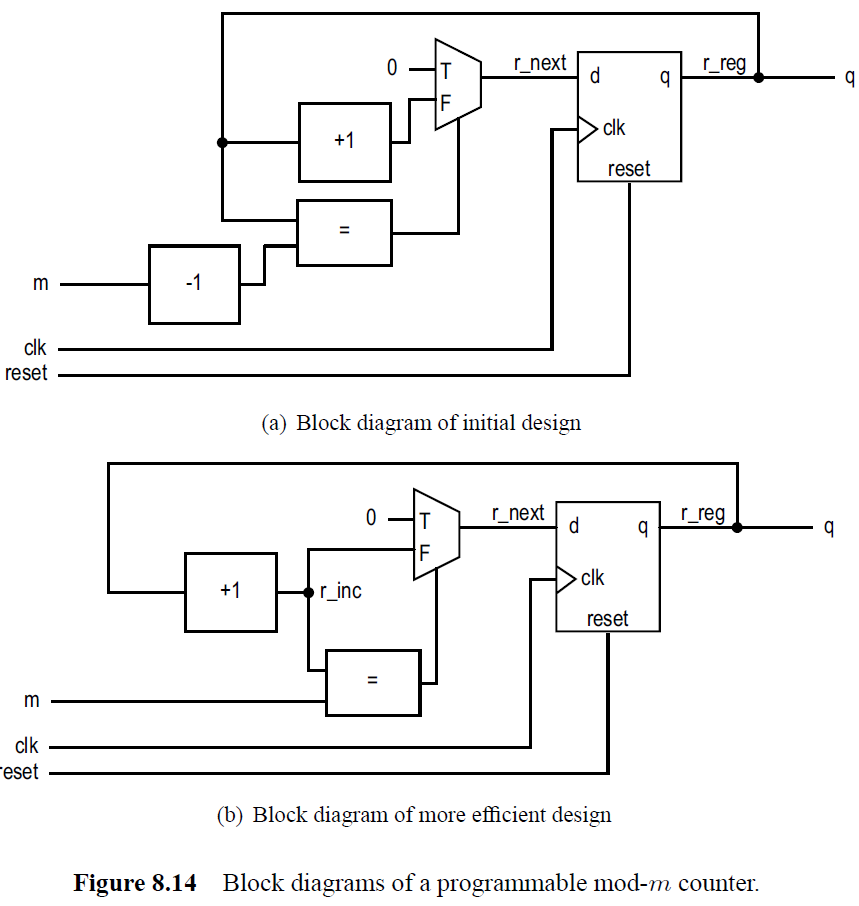 0
T
r_next
d
q
r_reg
q
F
+1
clk
reset
=
m
-1
clk
reset
(a) Block diagram of initial design
0
T
r_next
d
q
r_reg
q
F
+1
r_inc
clk
reset
=
m
clk
reset
(b) Block diagram of more efficient design
Figure 8.14 Block diagrams of a programmable mod-m counter.